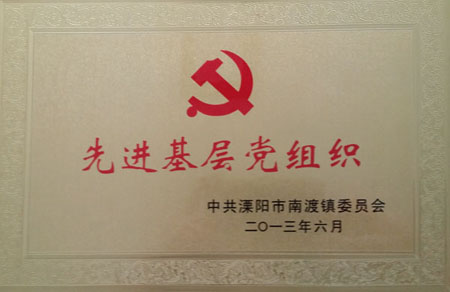 先进基层党组织
中共溧阳市南渡镇委员会
二〇一三年六月